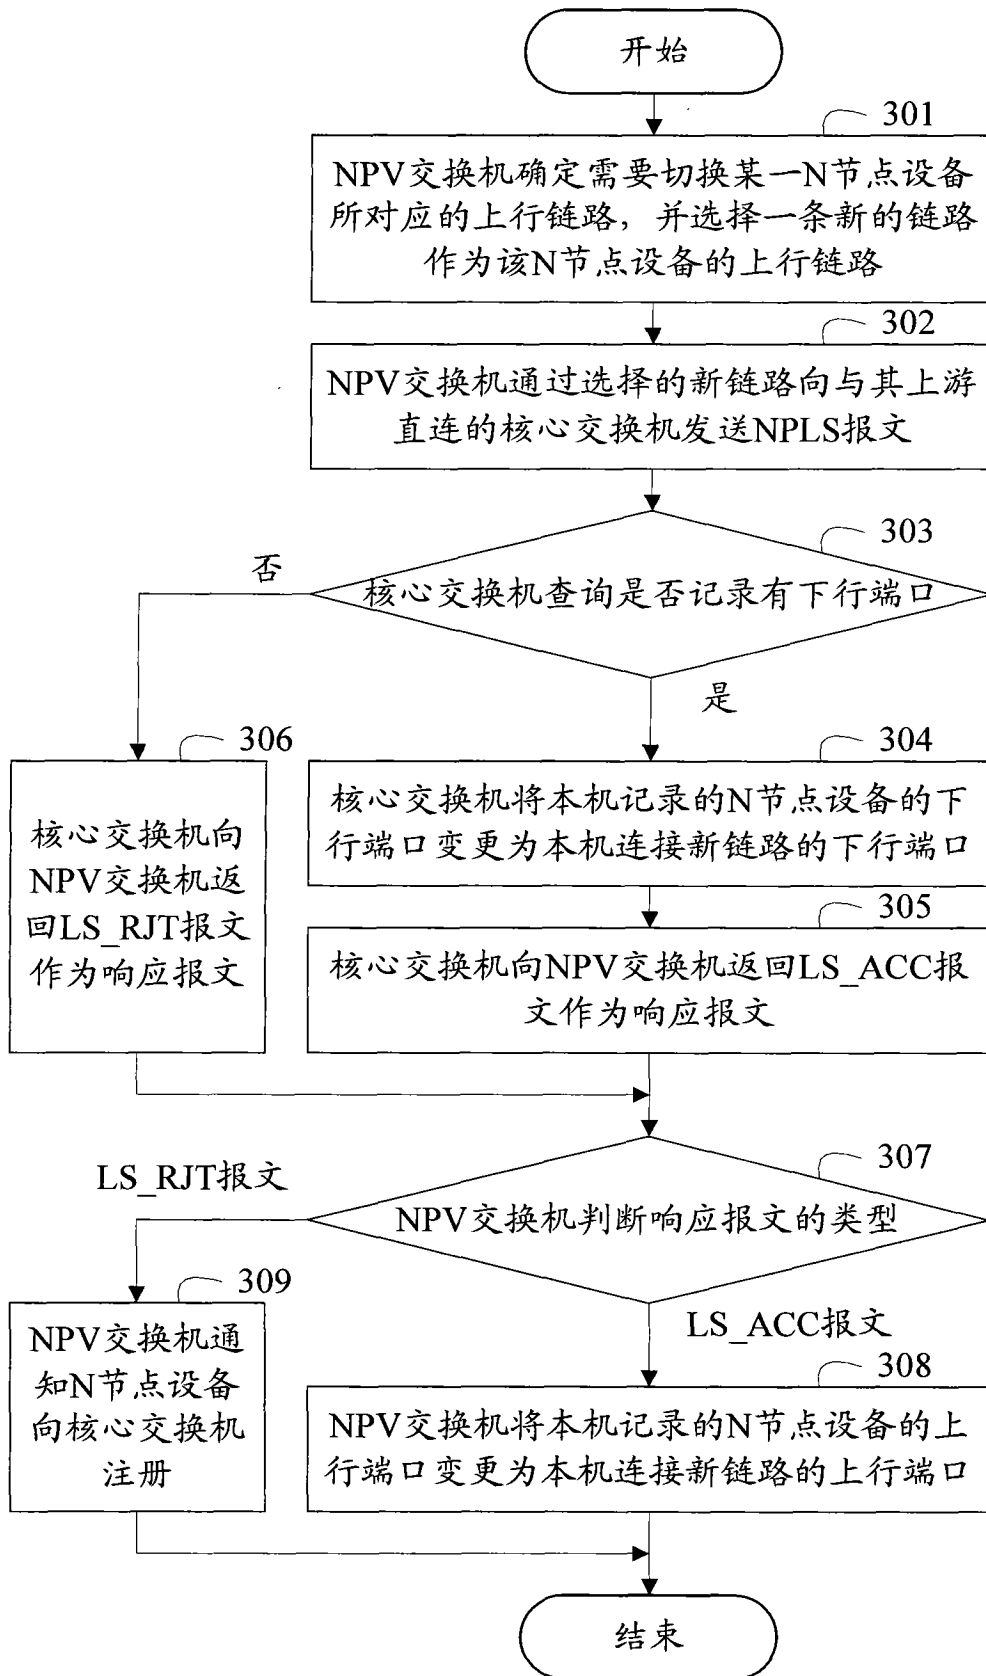 开始
301
NPV交换机确定需要切换某一N节点设备
所对应的上行链路，并选择一条新的链路
作为该N节点设备的上行链路
302
NPV交换机通过选择的新链路向与其上游
直连的核心交换机发送NPLS报文
303
否
核心交换机查询是否记录有下行端口
是
306
核心交换机向
NPV交换机返
回LS_RJT报文
作为响应报文
304
核心交换机将本机记录的N节点设备的下
行端口变更为本机连接新链路的下行端口
305
核心交换机向NPV交换机返回LS_ACC报
文作为响应报文
307
LS_RJT报文
NPV交换机判断响应报文的类型
LS_ACC报文
309
NPV交换机通
知N节点设备
向核心交换机
注册
308
NPV交换机将本机记录的N节点设备的上
行端口变更为本机连接新链路的上行端口
结束